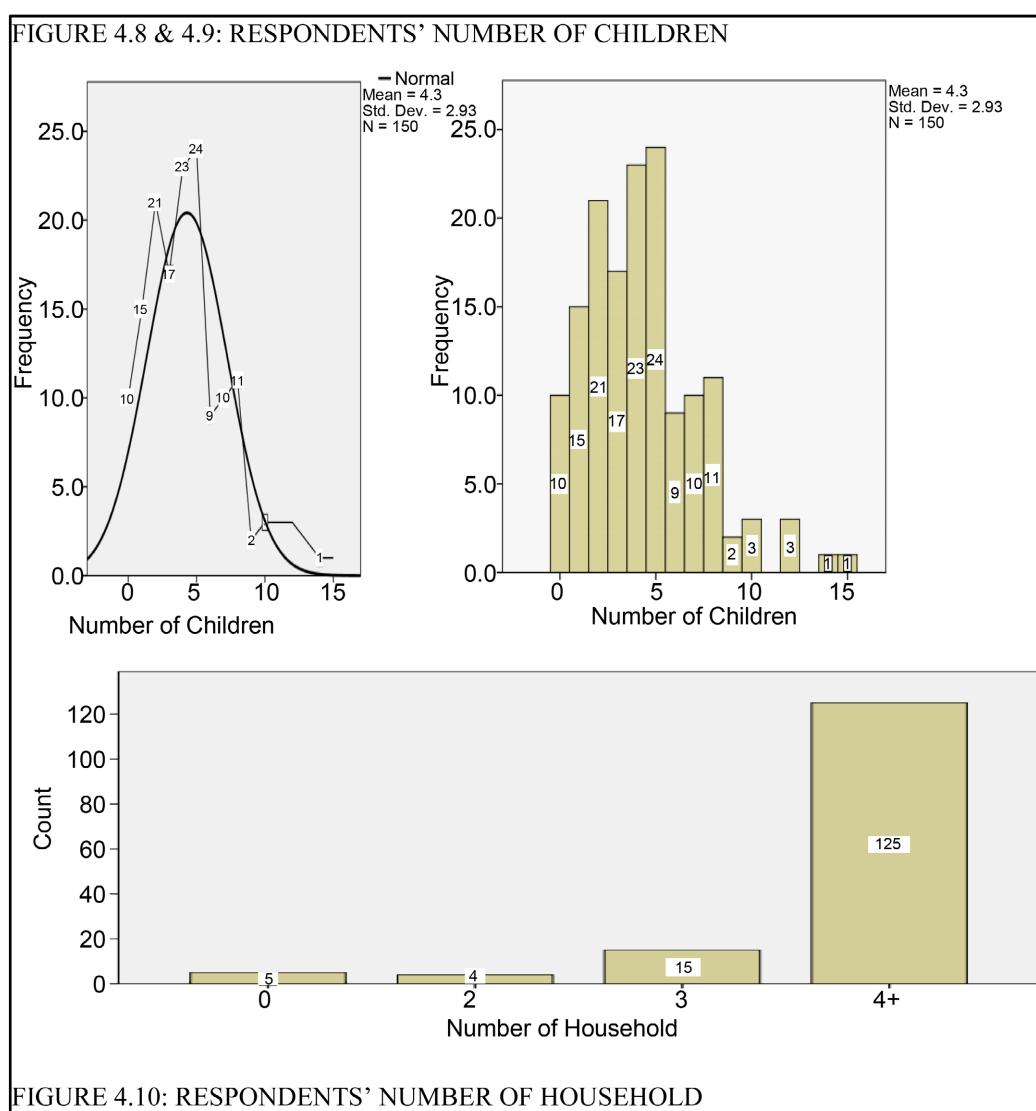 FIGURE 4.8 & 4.9: RESPONDENTS’ NUMBER OF CHILDREN
Normal
Mean = 4.3
Std. Dev. = 2.93
N = 150
Frequency
25.0
20.0
15.0
10.0
5.0
0.0
10
15
21
17
23
24
9
10
11
2
1
0 5 10 15
Number of Children
Mean = 4.3
Std. Dev. = 2.93
N = 150
Frequency
25.0
20.0
15.0
10.0
5.0
0.0
10
15
21
17
23
24
9
10
11
2
3
3
1
1
0 5 10 15
Number of Children
Count
120
100
80
60
40
20
0
5
4
15
125
0 2 3 4+
Number of Household
FIGURE 4.10: RESPONDENTS’ NUMBER OF HOUSEHOLD